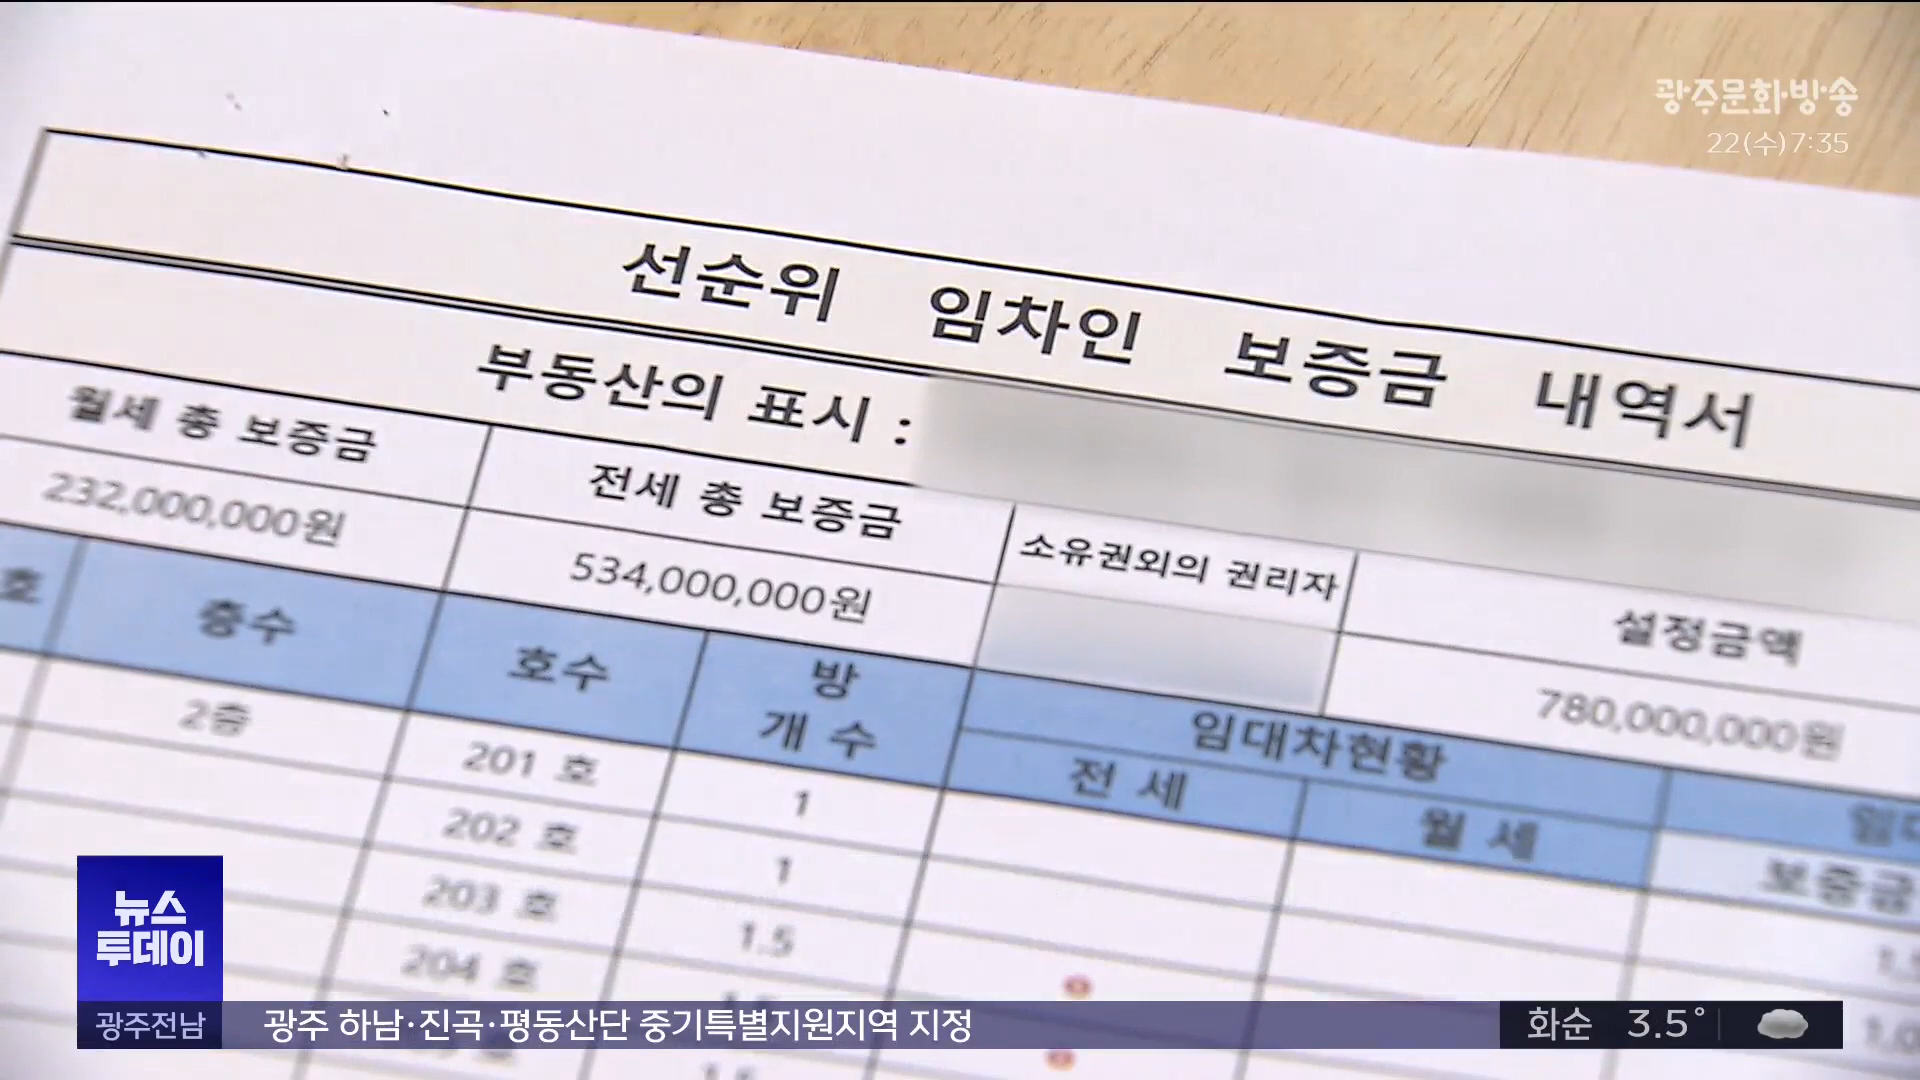 광주문화방송
22(수)7:35
선순위 임차인 보증금 내역서
부동산의 표시 :
월세 총 보증금
전세 총 보증금
소유권외의 권리자
설정금액
232,000,000원
534,000,000원
780,000,000원
호
층수
호수
방
개 수
임대차현황
전 세
월 세
보증금
2층
201 호
1
202 호
1
203 호
1.5
204 호
뉴스
투데이
광주전남
광주 하남·진곡·평동산단 중기특별지원지역 지정
화순 3.5°